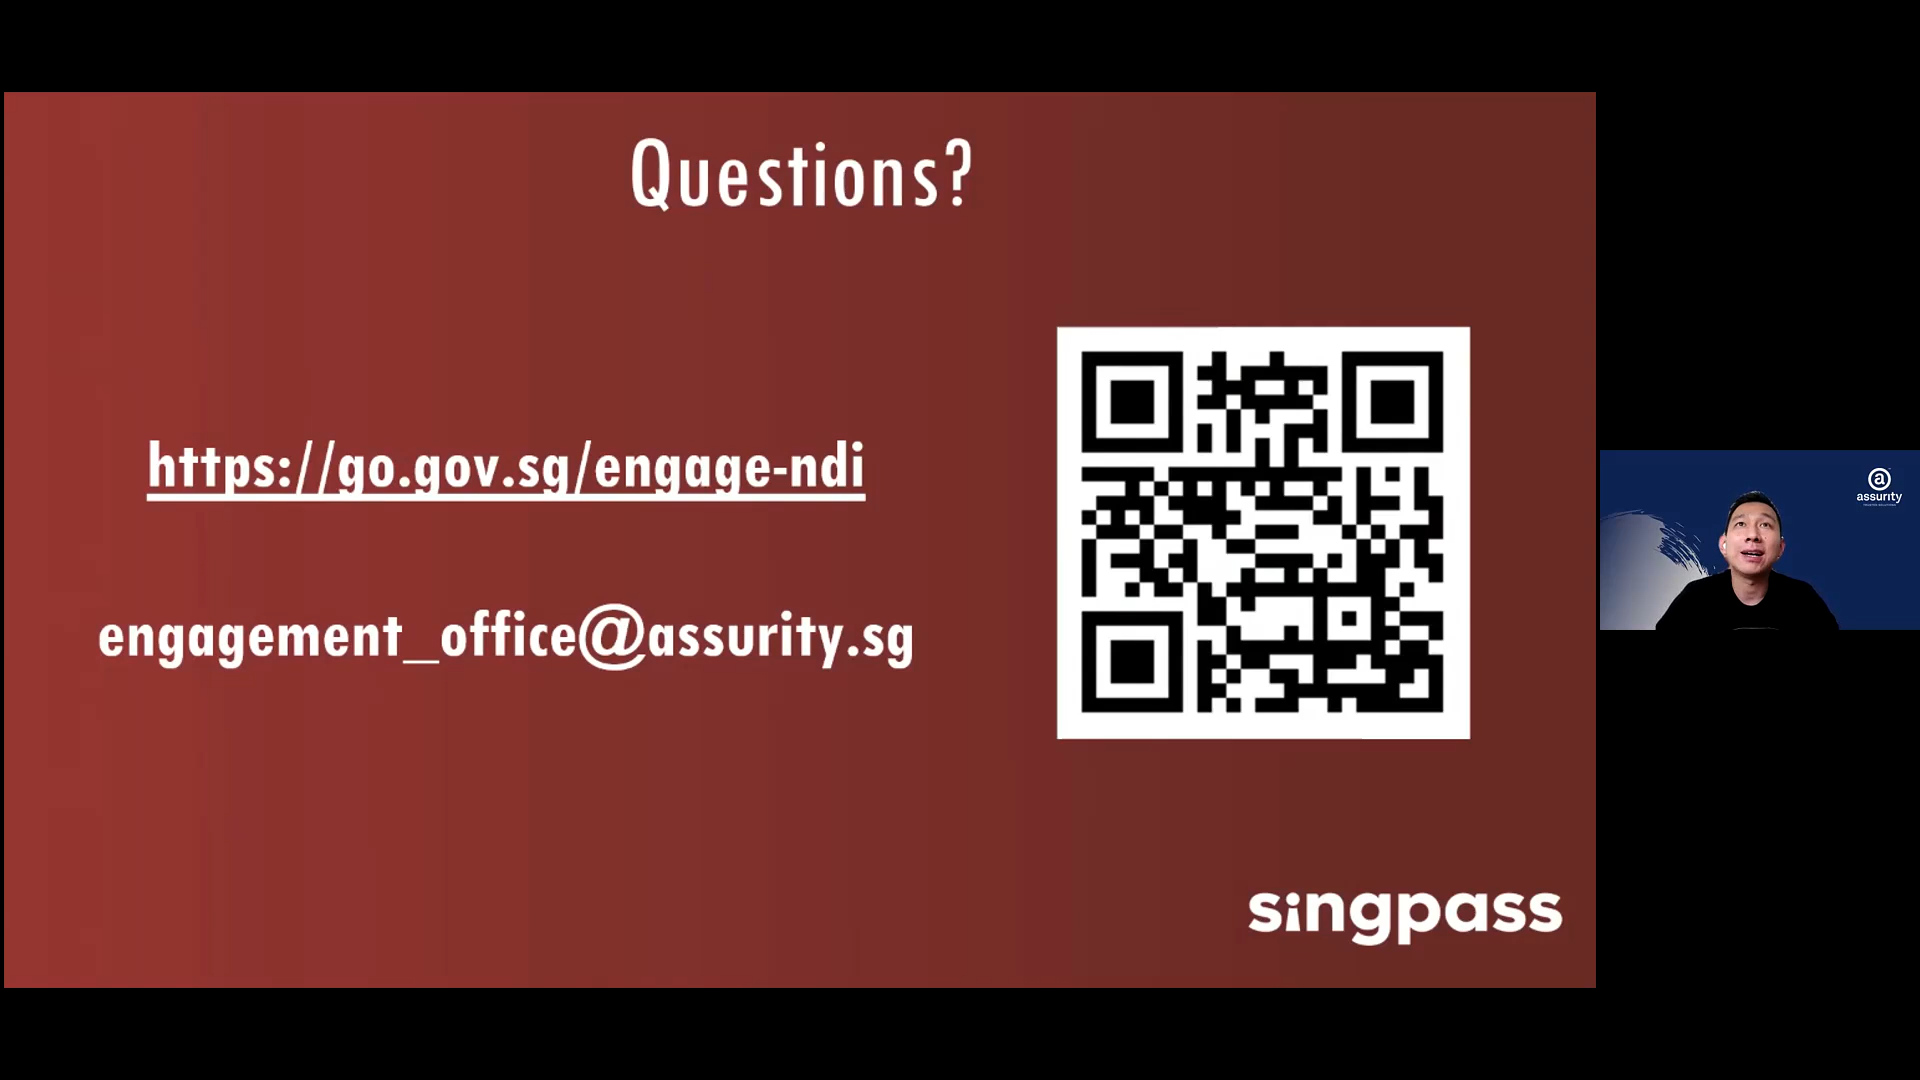 Questions?
https://go.gov.sg/engage-ndi
engagement_office@assurity.sg
singpass
assurity